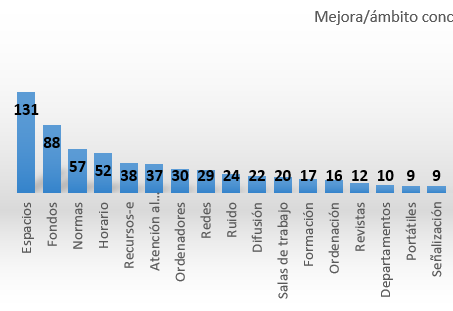 Mejora/ámbito conc
131
88
57
52
38
37
30
29
24
22
20
17
16
12
10
9
9
Espacios
Fondos
Normas
Horario
Recursos-e
Atención al...
Ordenadores
Redes
Ruido
Difusión
Salas de trabajo
Formación
Ordenación
Revistas
Departamentos
Portátiles
Señalización